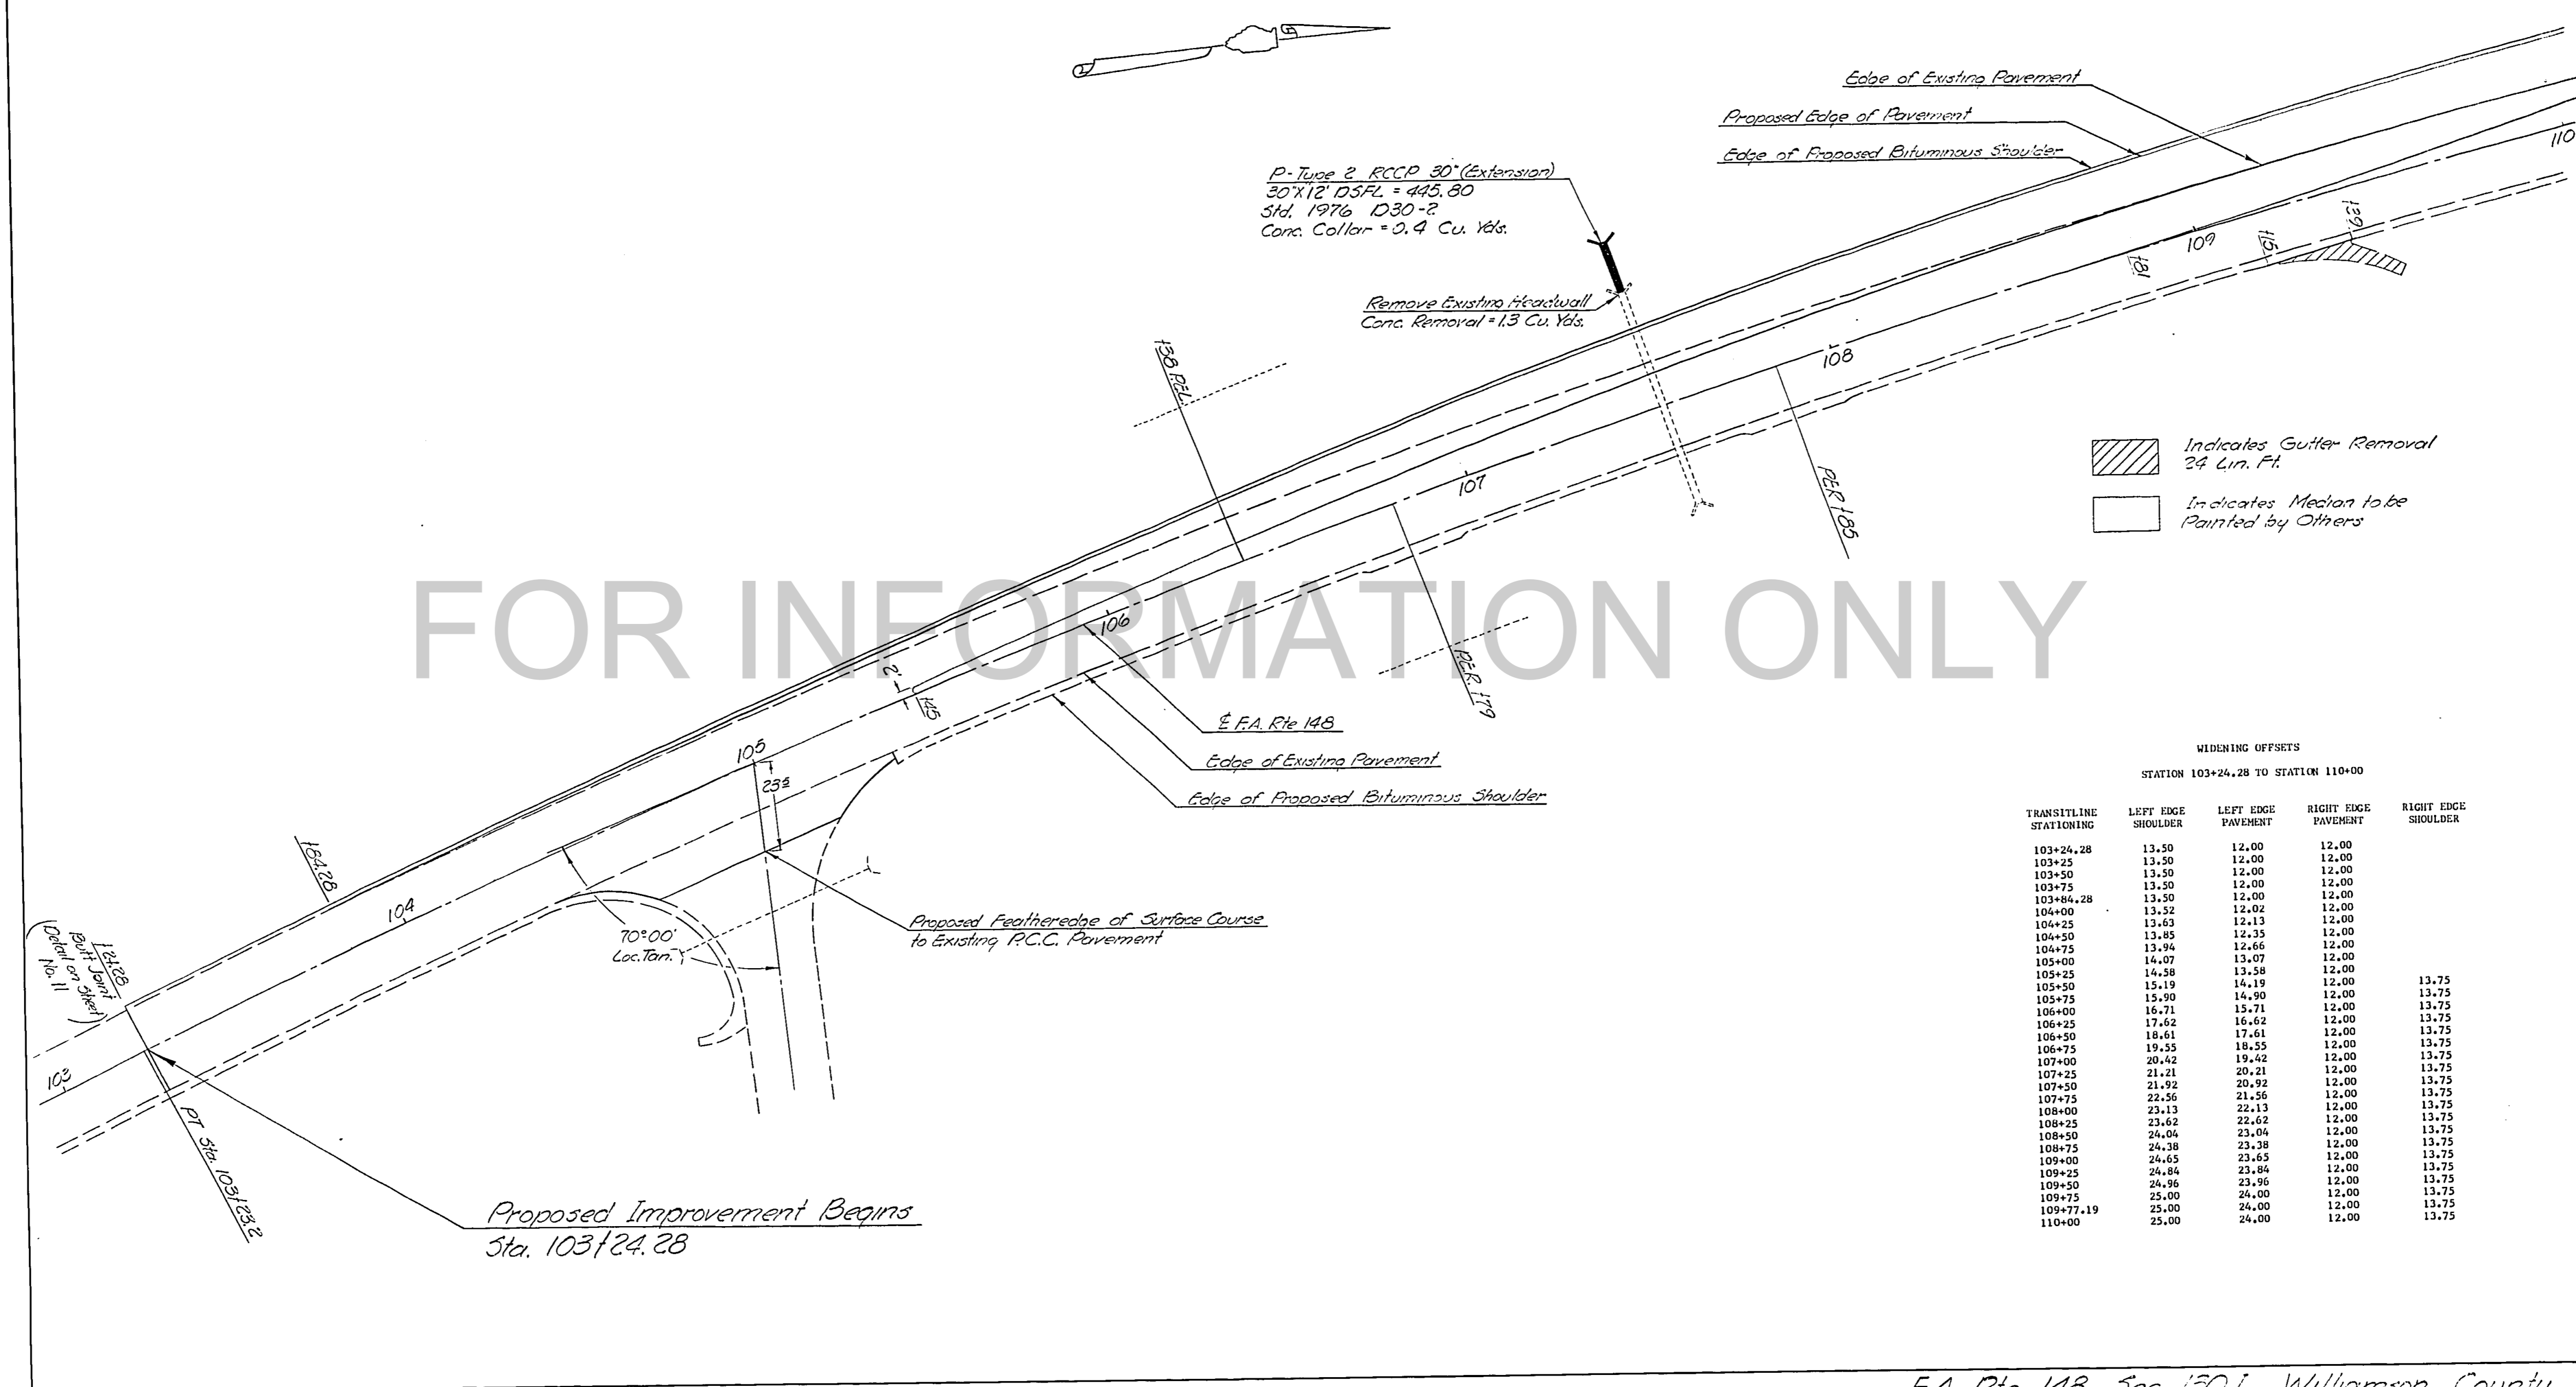 Edge of Existing Pavement
Proposed Edge of Pavement
Edge of Proposed Bituminous Shoulder
P-Type 2 RCCP 30" (Extension)
30"X12' DSFL = 445.80
Std. 1976 D30-2
Conc. Collar = 0.4 Cu. Yds.
Remove Existing Headwall
Conc. Removal = 1.3 Cu. Yds.
110
+39
+15
109
+81
108
+38 P.E.L.
107
P.E.R. +85
Indicates Gutter Removal
24 Lin. Ft.
Indicates Median to be
Painted by Others
FOR INFORMATION ONLY
106
P.E.R. +79
2'
+45
℄ F.A. Rte 148
Edge of Existing Pavement
Edge of Proposed Bituminous Shoulder
105
23⁵
+84.28
104
70°00'
Loc. Tan.
Proposed Featheredge of Surface Course
to Existing P.C.C. Pavement
+24.28
Butt Joint
(Detail on Sheet
No. 11)
103
PT Sta. 103+23.2
Proposed Improvement Begins
Sta. 103+24.28
WIDENING OFFSETS
STATION 103+24.28 TO STATION 110+00
TRANSITLINE LEFT EDGE LEFT EDGE RIGHT EDGE RIGHT EDGE
STATIONING SHOULDER PAVEMENT PAVEMENT SHOULDER
103+24.28 13.50 12.00 12.00
103+25 13.50 12.00 12.00
103+50 13.50 12.00 12.00
103+75 13.50 12.00 12.00
103+84.28 13.50 12.00 12.00
104+00 13.52 12.02 12.00
104+25 13.63 12.13 12.00
104+50 13.85 12.35 12.00
104+75 13.94 12.66 12.00
105+00 14.07 13.07 12.00
105+25 14.58 13.58 12.00
105+50 15.19 14.19 12.00 13.75
105+75 15.90 14.90 12.00 13.75
106+00 16.71 15.71 12.00 13.75
106+25 17.62 16.62 12.00 13.75
106+50 18.61 17.61 12.00 13.75
106+75 19.55 18.55 12.00 13.75
107+00 20.42 19.42 12.00 13.75
107+25 21.21 20.21 12.00 13.75
107+50 21.92 20.92 12.00 13.75
107+75 22.56 21.56 12.00 13.75
108+00 23.13 22.13 12.00 13.75
108+25 23.62 22.62 12.00 13.75
108+50 24.04 23.04 12.00 13.75
108+75 24.38 23.38 12.00 13.75
109+00 24.65 23.65 12.00 13.75
109+25 24.84 23.84 12.00 13.75
109+50 24.96 23.96 12.00 13.75
109+75 25.00 24.00 12.00 13.75
109+77.19 25.00 24.00 12.00 13.75
110+00 25.00 24.00 12.00 13.75
F.A. Rte. 148 Sec. Williamson County